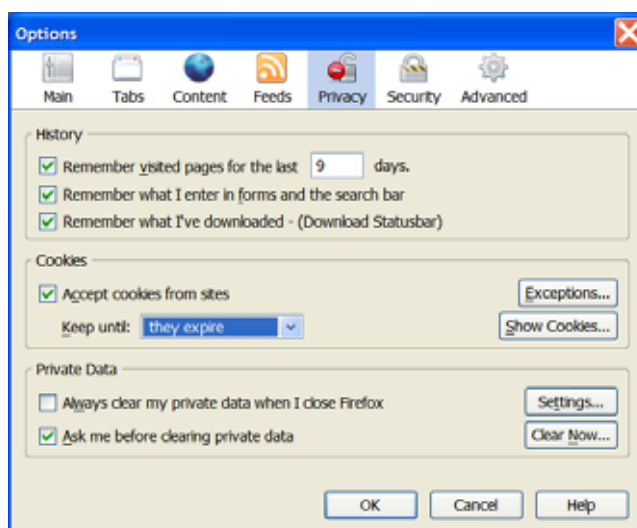 Options
Main Tabs Content Feeds Privacy Security Advanced
History
Remember visited pages for the last 9 days.
Remember what I enter in forms and the search bar
Remember what I've downloaded - (Download Statusbar)
Cookies
Accept cookies from sites Exceptions...
Keep until: they expire Show Cookies...
Private Data
Always clear my private data when I close Firefox Settings...
Ask me before clearing private data Clear Now...
OK Cancel Help